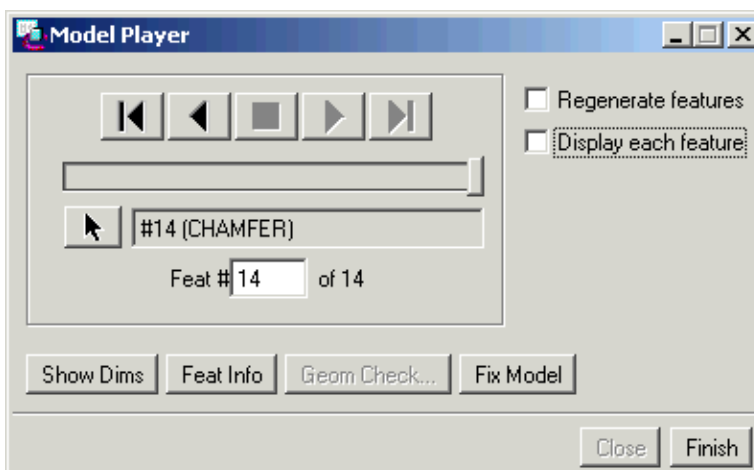 Model Player
Regenerate features
Display each feature
#14 (CHAMFER)
Feat # 14 of 14
Show Dims Feat Info Geom Check... Fix Model
Close Finish